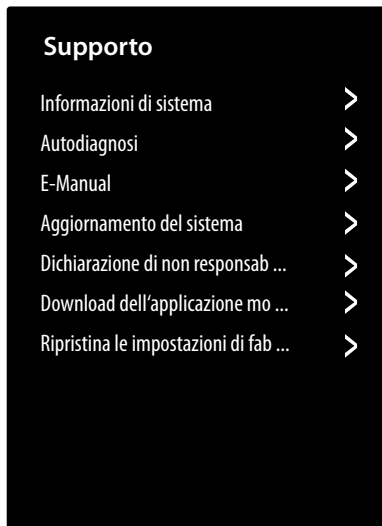 Supporto
Informazioni di sistema
Autodiagnosi
E-Manual
Aggiornamento del sistema
Dichiarazione di non responsab ...
Download dell‘applicazione mo ...
Ripristina le impostazioni di fab ...